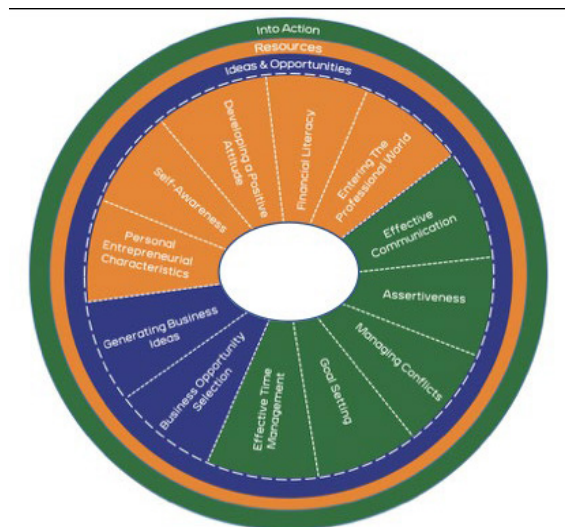 Into Action
Resources
Ideas & Opportunities
Developing a Positive
Attitude
Financial Literacy
Entering The
Professional World
Effective
Communication
Assertiveness
Managing Conflicts
Goal Setting
Effective Time
Management
Business Opportunity
Selection
Generating Business
Ideas
Personal
Entrepreneurial
Characteristics
Self-Awareness